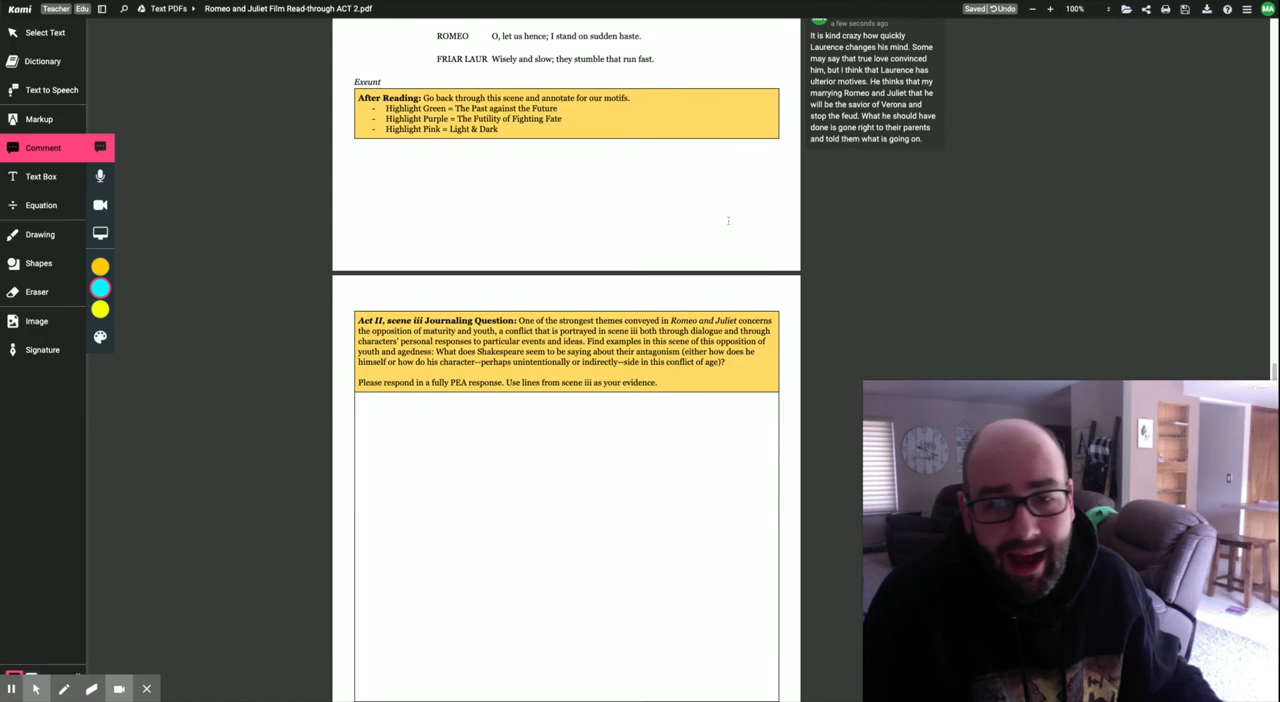 Kami Teacher Edu Text PDFs Romeo and Juliet Film Read-through ACT 2.pdf Saved Undo 100% MA
Select Text
Dictionary
Text to Speech
Markup
Comment
Text Box
Equation
Drawing
Shapes
Eraser
Image
Signature
ROMEO O, let us hence; I stand on sudden haste.
FRIAR LAUR Wisely and slow; they stumble that run fast.
Exeunt
After Reading: Go back through this scene and annotate for our motifs.
- Highlight Green = The Past against the Future
- Highlight Purple = The Futility of Fighting Fate
- Highlight Pink = Light & Dark
Act II, scene iii Journaling Question: One of the strongest themes conveyed in Romeo and Juliet concerns
the opposition of maturity and youth, a conflict that is portrayed in scene iii both through dialogue and through
characters' personal responses to particular events and ideas. Find examples in this scene of this opposition of
youth and agedness: What does Shakespeare seem to be saying about their antagonism (either how does he
himself or how do his character--perhaps unintentionally or indirectly--side in this conflict of age)?
Please respond in a fully PEA response. Use lines from scene iii as your evidence.
a few seconds ago
It is kind crazy how quickly
Laurence changes his mind. Some
may say that true love convinced
him, but I think that Laurence has
ulterior motives. He thinks that my
marrying Romeo and Juliet that he
will be the savior of Verona and
stop the feud. What he should have
done is gone right to their parents
and told them what is going on.